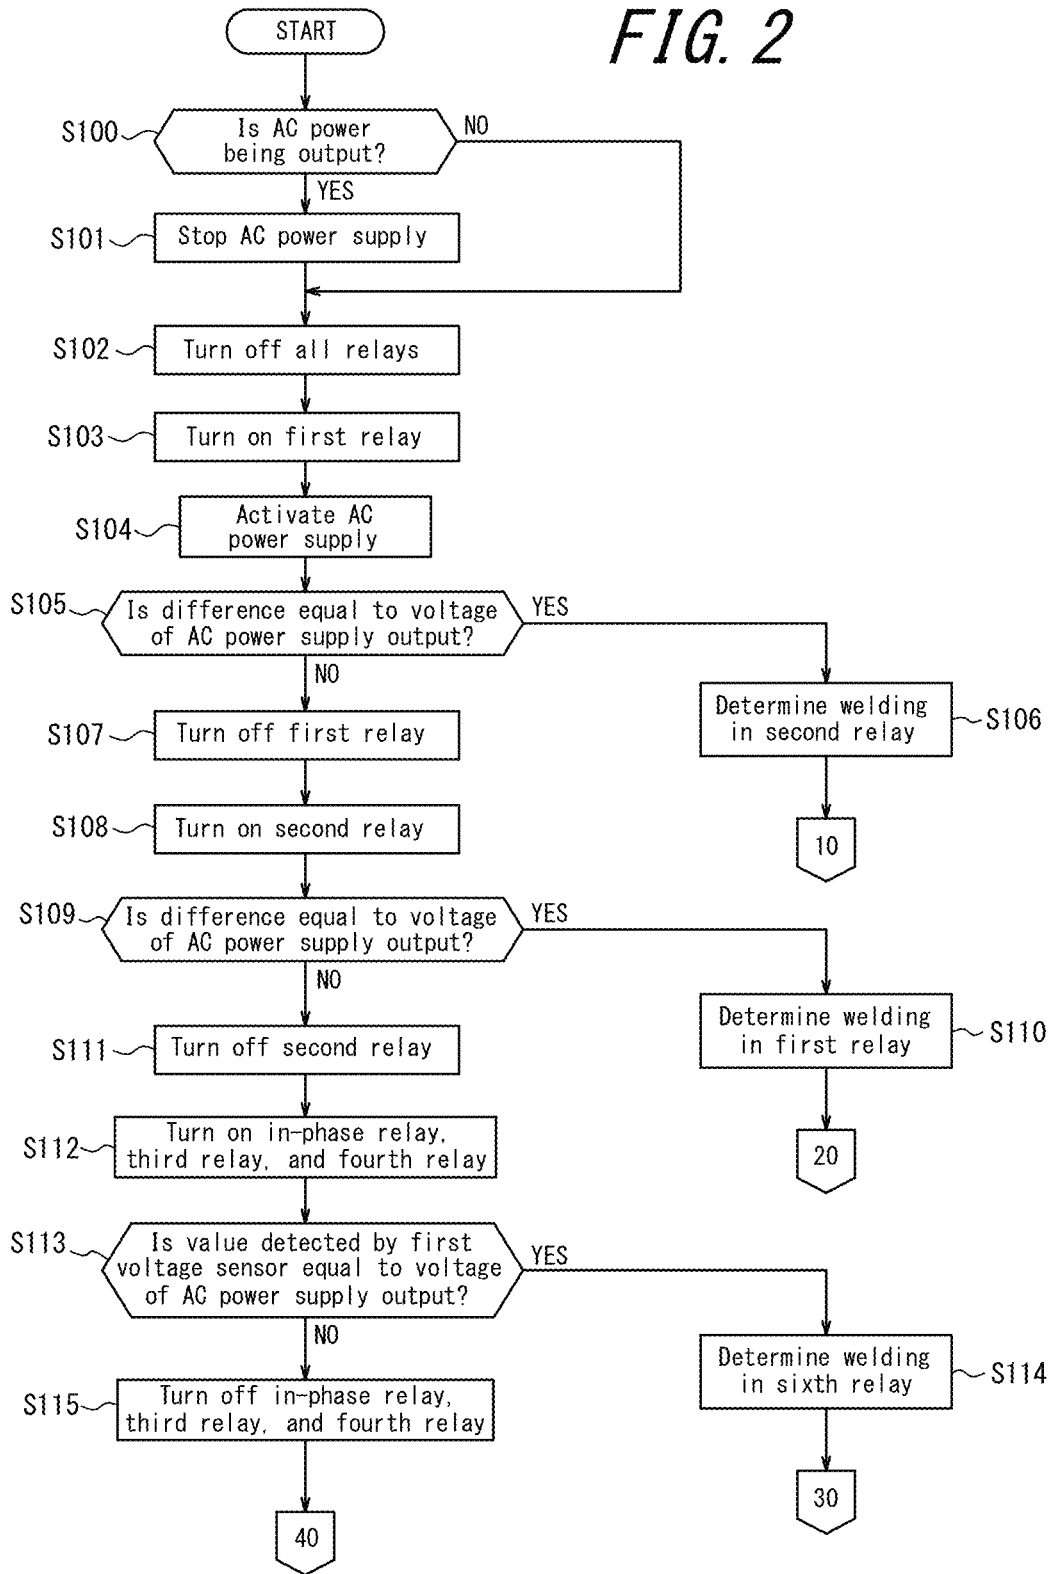 FIG. 2
START
S100
Is AC power
being output?
NO
YES
S101
Stop AC power supply
S102
Turn off all relays
S103
Turn on first relay
S104
Activate AC
power supply
S105
Is difference equal to voltage
of AC power supply output?
YES
NO
Determine welding
in second relay
S106
10
S107
Turn off first relay
S108
Turn on second relay
S109
Is difference equal to voltage
of AC power supply output?
YES
NO
Determine welding
in first relay
S110
20
S111
Turn off second relay
S112
Turn on in-phase relay,
third relay, and fourth relay
S113
Is value detected by first
voltage sensor equal to voltage
of AC power supply output?
YES
NO
Determine welding
in sixth relay
S114
30
S115
Turn off in-phase relay,
third relay, and fourth relay
40